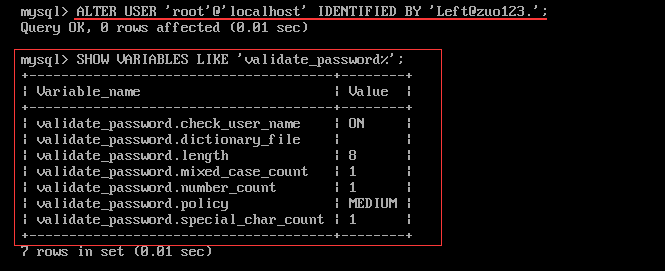 mysql> ALTER USER 'root'@'localhost' IDENTIFIED BY 'Left@zuo123.';
Query OK, 0 rows affected (0.01 sec)
mysql> SHOW VARIABLES LIKE 'validate_password%';
+--------------------------------------+--------+
| Variable_name                        | Value  |
+--------------------------------------+--------+
| validate_password.check_user_name    | ON     |
| validate_password.dictionary_file    |        |
| validate_password.length             | 8      |
| validate_password.mixed_case_count   | 1      |
| validate_password.number_count       | 1      |
| validate_password.policy             | MEDIUM |
| validate_password.special_char_count | 1      |
+--------------------------------------+--------+
7 rows in set (0.01 sec)